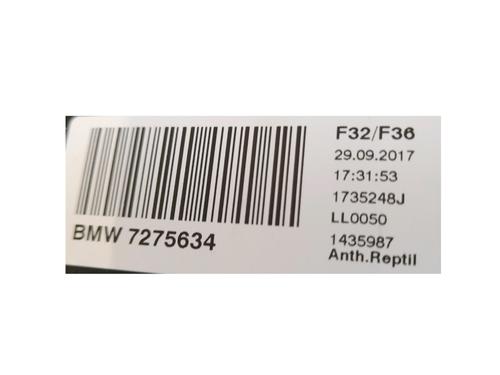 F32/F36
29.09.2017
17:31:53
1735248J
LL0050
1435987
Anth.Reptil
BMW 7275634